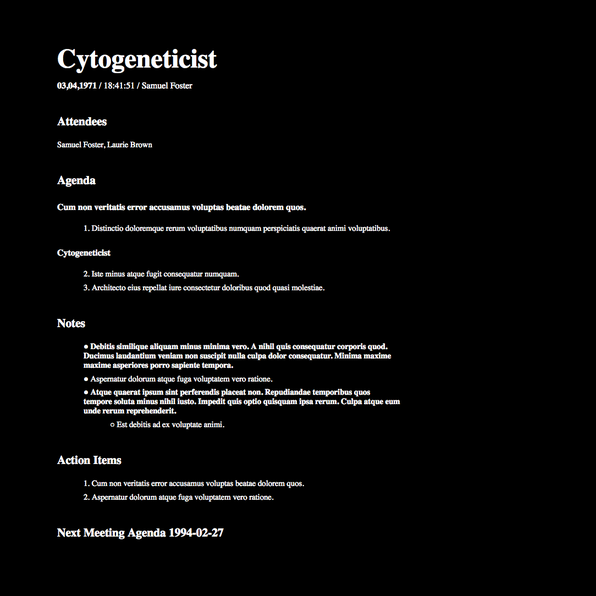 Cytogeneticist
03,04,1971 / 18:41:51 / Samuel Foster
Attendees
Samuel Foster, Laurie Brown
Agenda
Cum non veritatis error accusamus voluptas beatae dolorem quos.
1. Distinctio doloremque rerum voluptatibus numquam perspiciatis quaerat animi voluptatibus.
Cytogeneticist
2. Iste minus atque fugit consequatur numquam.
3. Architecto eius repellat iure consectetur doloribus quod quasi molestiae.
Notes
● Debitis similique aliquam minus minima vero. A nihil quis consequatur corporis quod.
Ducimus laudantium veniam non suscipit nulla culpa dolor consequatur. Minima maxime
maxime asperiores porro sapiente tempora.
● Aspernatur dolorum atque fuga voluptatem vero ratione.
● Atque quaerat ipsum sint perferendis placeat non. Repudiandae temporibus quos
tempore soluta minus nihil iusto. Impedit quis optio quisquam ipsa rerum. Culpa atque eum
unde rerum reprehenderit.
○ Est debitis ad ex voluptate animi.
Action Items
1. Cum non veritatis error accusamus voluptas beatae dolorem quos.
2. Aspernatur dolorum atque fuga voluptatem vero ratione.
Next Meeting Agenda 1994-02-27